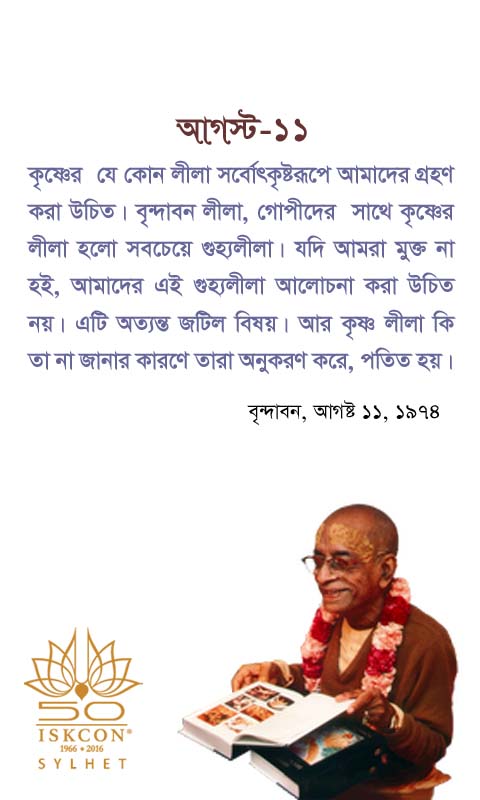 আগস্ট-১১
কৃষ্ণের যে কোন লীলা সর্বোৎকৃষ্টরূপে আমাদের গ্রহণ
করা উচিত। বৃন্দাবন লীলা, গোপীদের সাথে কৃষ্ণের
লীলা হলো সবচেয়ে গুহ্যলীলা। যদি আমরা মুক্ত না
হই, আমাদের এই গুহ্যলীলা আলোচনা করা উচিত
নয়। এটি অত্যন্ত জটিল বিষয়। আর কৃষ্ণ লীলা কি
তা না জানার কারণে তারা অনুকরণ করে, পতিত হয়।
বৃন্দাবন, আগষ্ট ১১, ১৯৭৪
50
ISKCON®
1966 • 2016
SYLHET